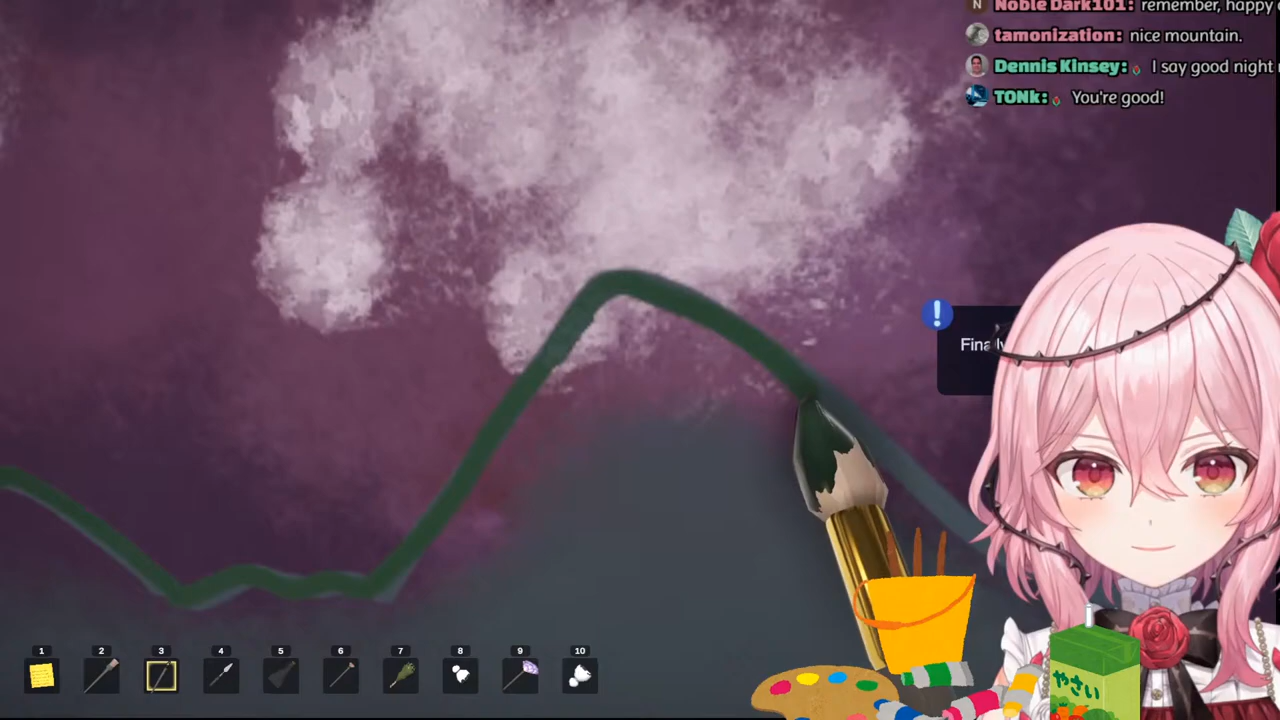 Noble Dark101: remember, happy
tamonization: nice mountain.
Dennis Kinsey: I say good night
TONk: You're good!
Finally
1 2 3 4 5 6 7 8 9 10
やさい